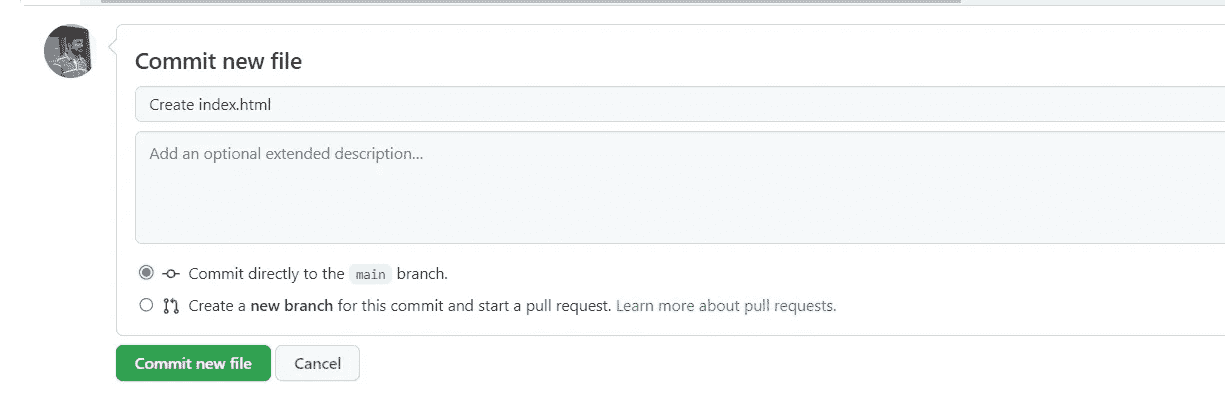 Commit new file
Create index.html
Add an optional extended description...
Commit directly to the main branch.
Create a new branch for this commit and start a pull request. Learn more about pull requests.
Commit new file
Cancel